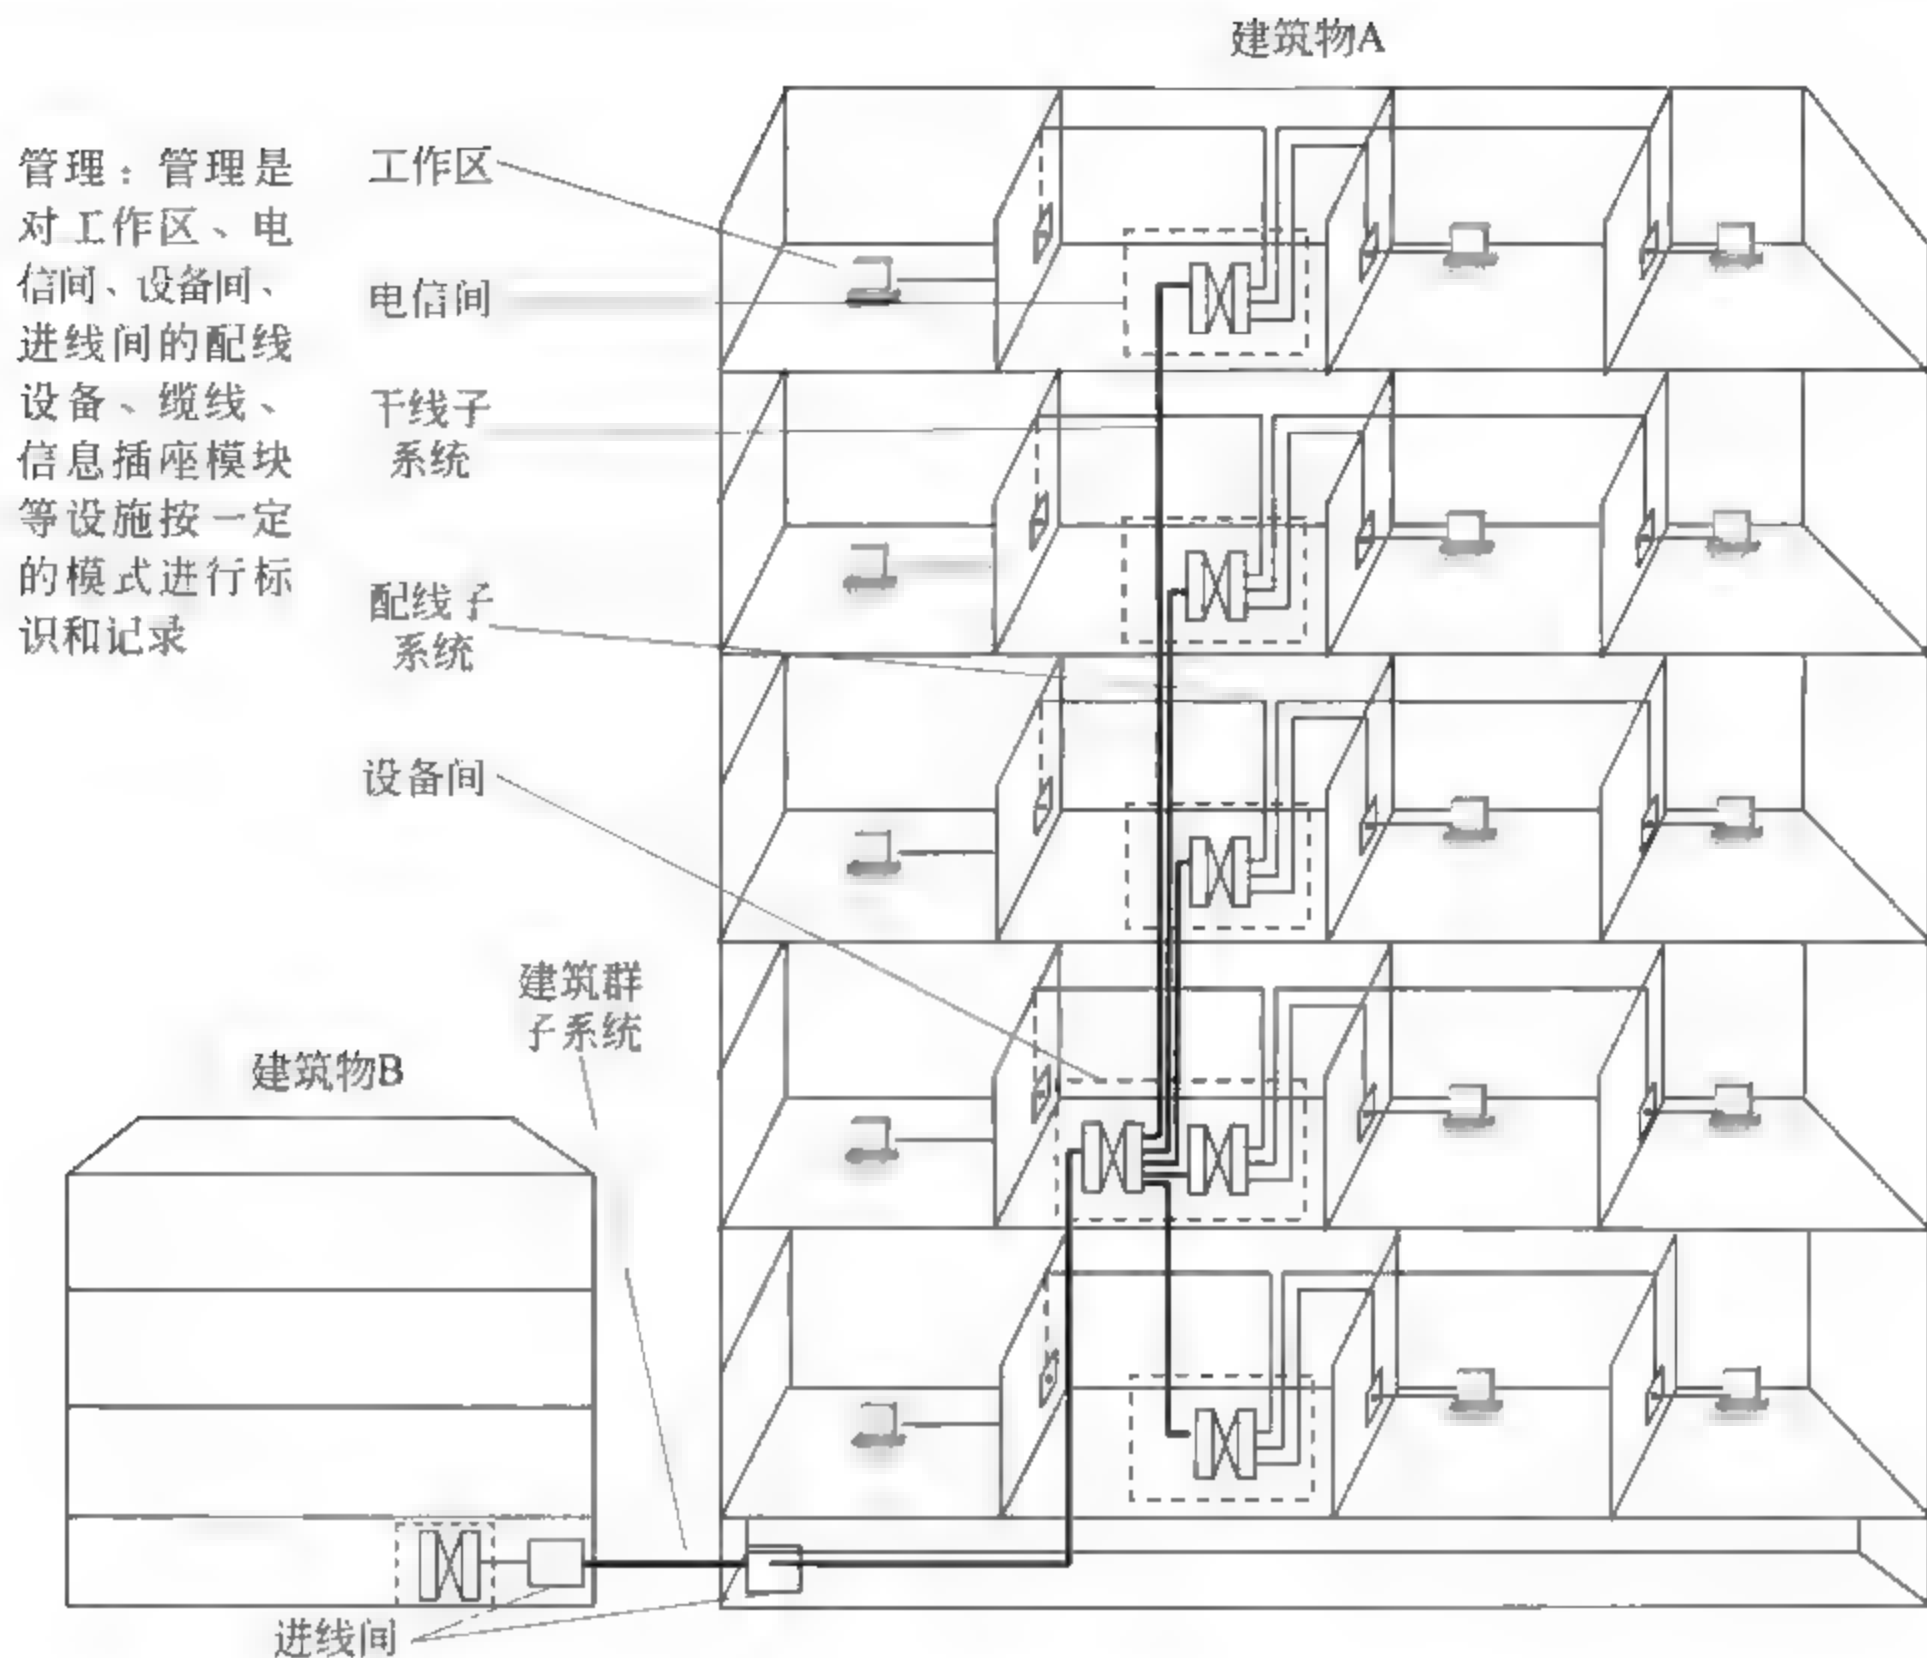 建筑物A
管理：管理是
对工作区、电
信间、设备间、
进线间的配线
设备、缆线、
信息插座模块
等设施按一定
的模式进行标
识和记录
工作区
电信间
干线子
系统
配线子
系统
设备间
建筑群
子系统
建筑物B
进线间